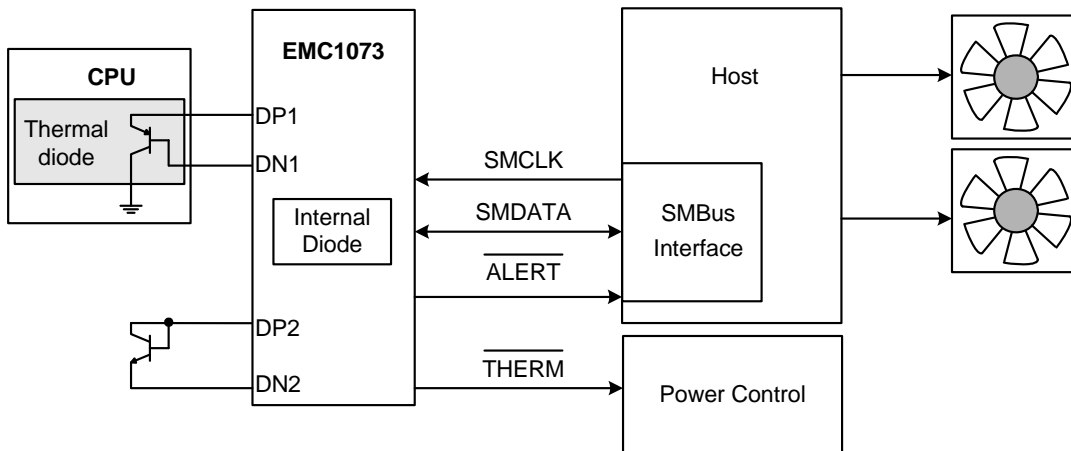 EMC1073
CPU
Thermal
diode
DP1
DN1
Internal
Diode
DP2
DN2
SMCLK
SMDATA
ALERT
THERM
Host
SMBus
Interface
Power Control